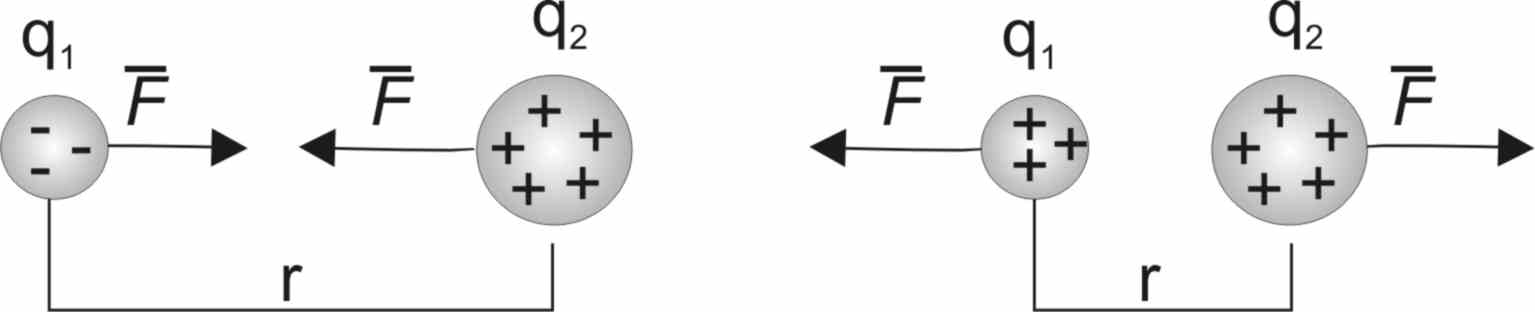 q₁
q₂
F̅
F̅
- - -
+ + + + +
r
q₁
q₂
F̅
F̅
+ + +
+ + + + +
r